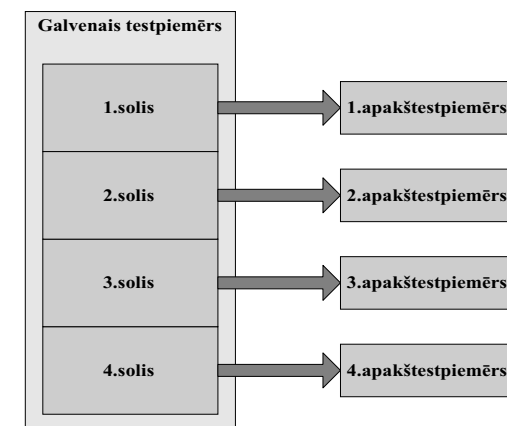 Galvenais testpiemērs
1.solis
1.apakštestpiemērs
2.solis
2.apakštestpiemērs
3.solis
3.apakštestpiemērs
4.solis
4.apakštestpiemērs